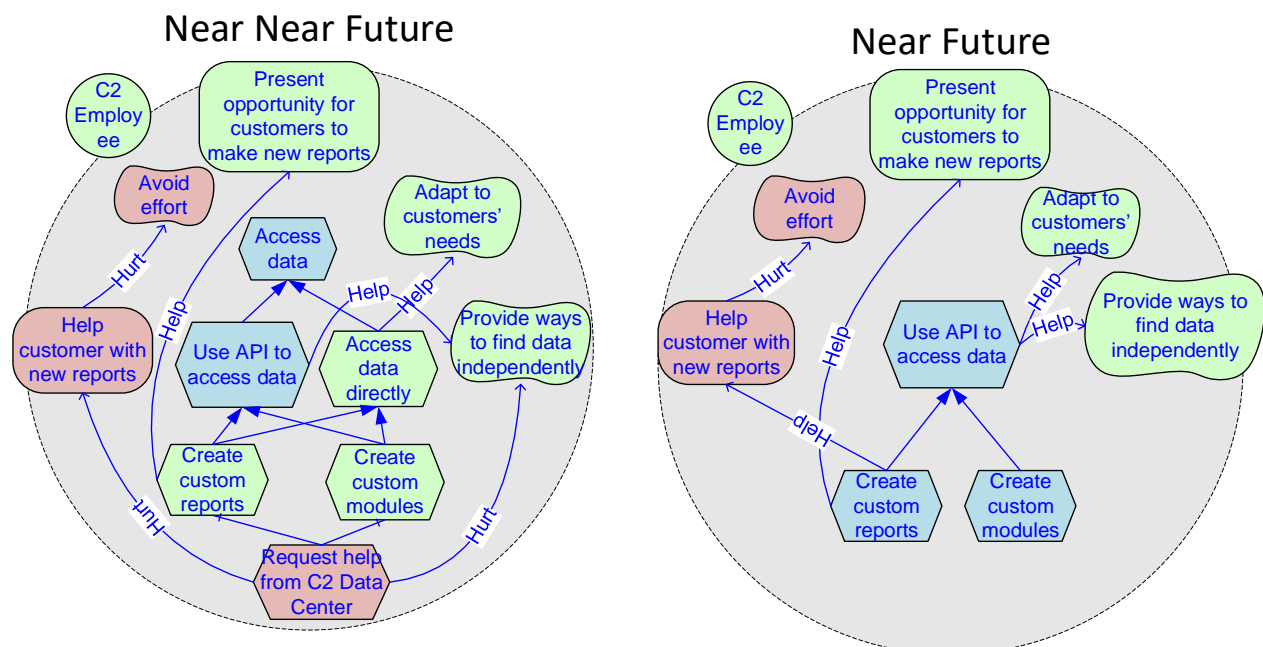 Near Near Future
C2
Employ
ee
Present
opportunity for
customers to
make new reports
Avoid
effort
Adapt to
customers'
needs
Access
data
Hurt
Help
Help
Help
Help
customer with
new reports
Use API to
access data
Access
data
directly
Provide ways
to find data
independently
Create
custom
reports
Create
custom
modules
Hurt
Hurt
Request help
from C2 Data
Center
Near Future
C2
Employ
ee
Present
opportunity for
customers to
make new reports
Avoid
effort
Adapt to
customers'
needs
Hurt
Help
Help
Help
Help
customer with
new reports
Use API to
access data
Provide ways to
find data
independently
Help
Create
custom
reports
Create
custom
modules